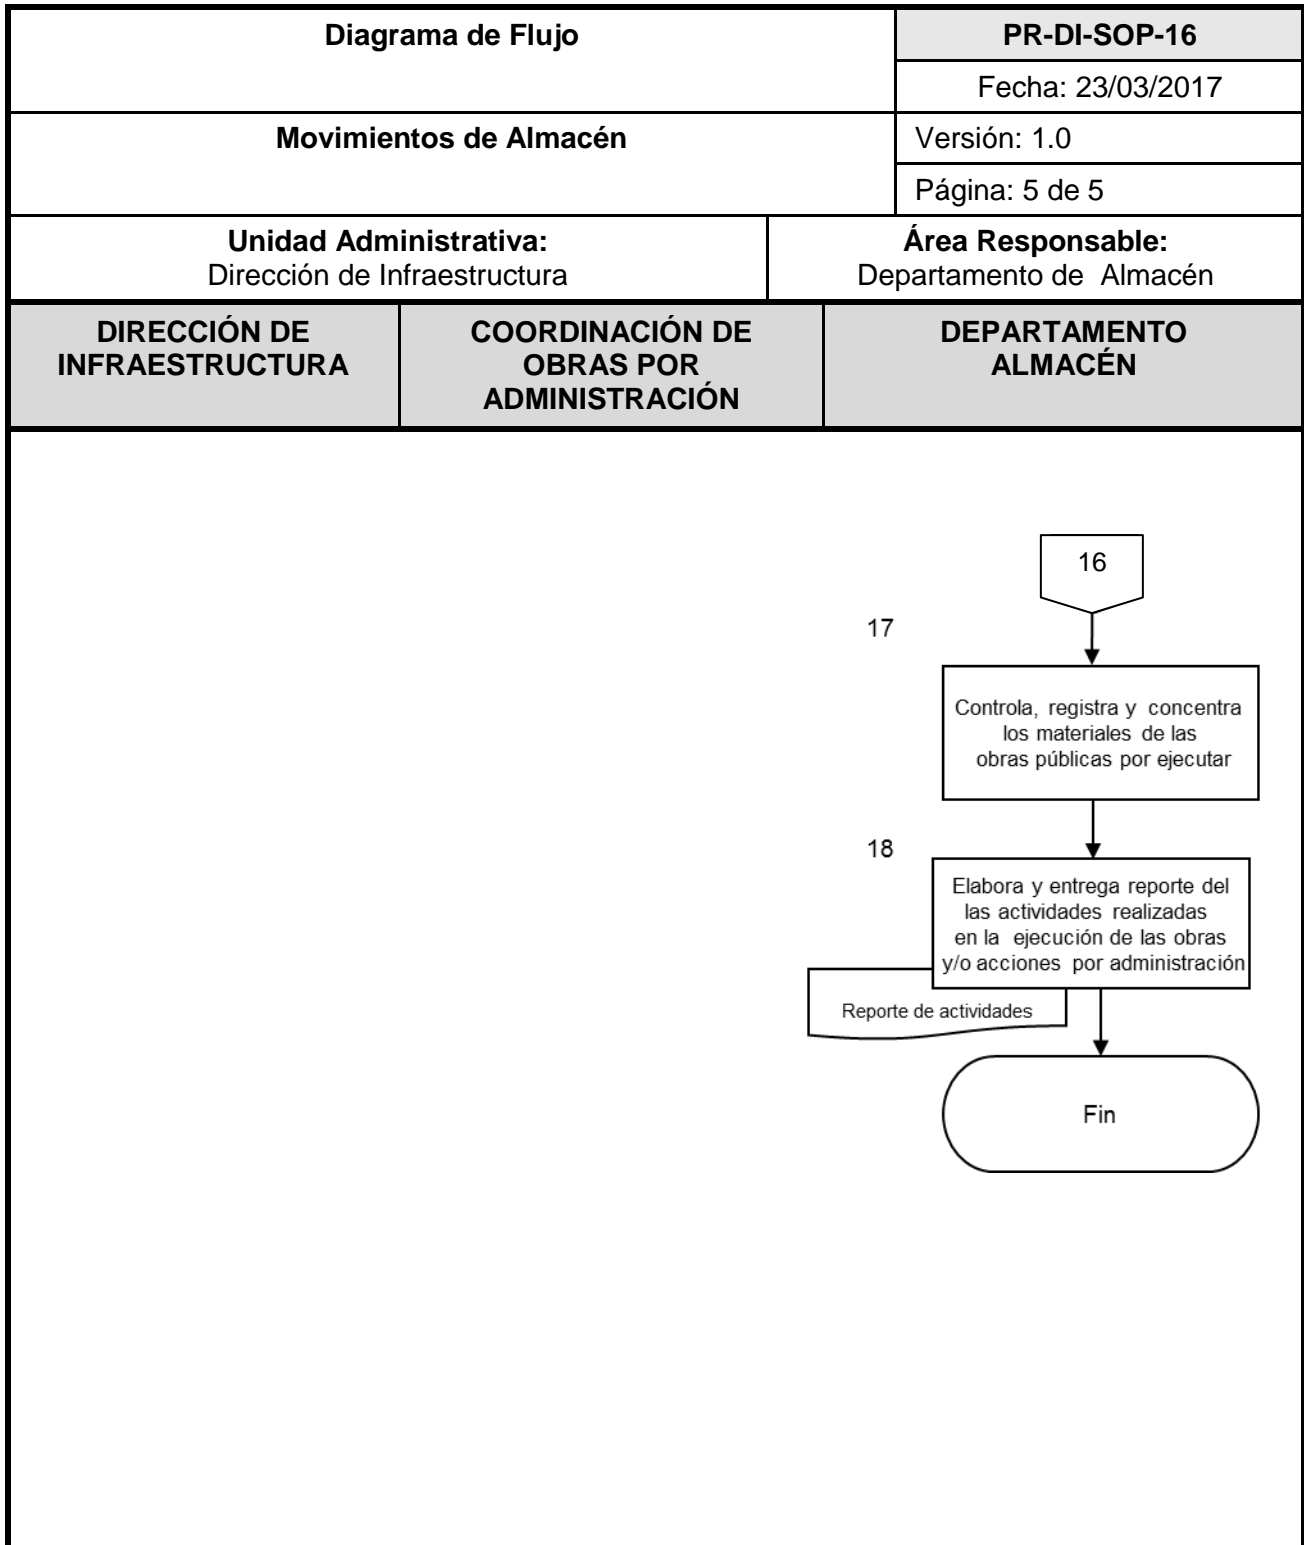 Diagrama de Flujo
PR-DI-SOP-16
Fecha: 23/03/2017
Movimientos de Almacén
Versión: 1.0
Página: 5 de 5
Unidad Administrativa:
Dirección de Infraestructura
Área Responsable:
Departamento de Almacén
DIRECCIÓN DE
INFRAESTRUCTURA
COORDINACIÓN DE
OBRAS POR
ADMINISTRACIÓN
DEPARTAMENTO
ALMACÉN
16
17
Controla, registra y concentra
los materiales de las
obras públicas por ejecutar
18
Elabora y entrega reporte del
las actividades realizadas
en la ejecución de las obras
y/o acciones por administración
Reporte de actividades
Fin